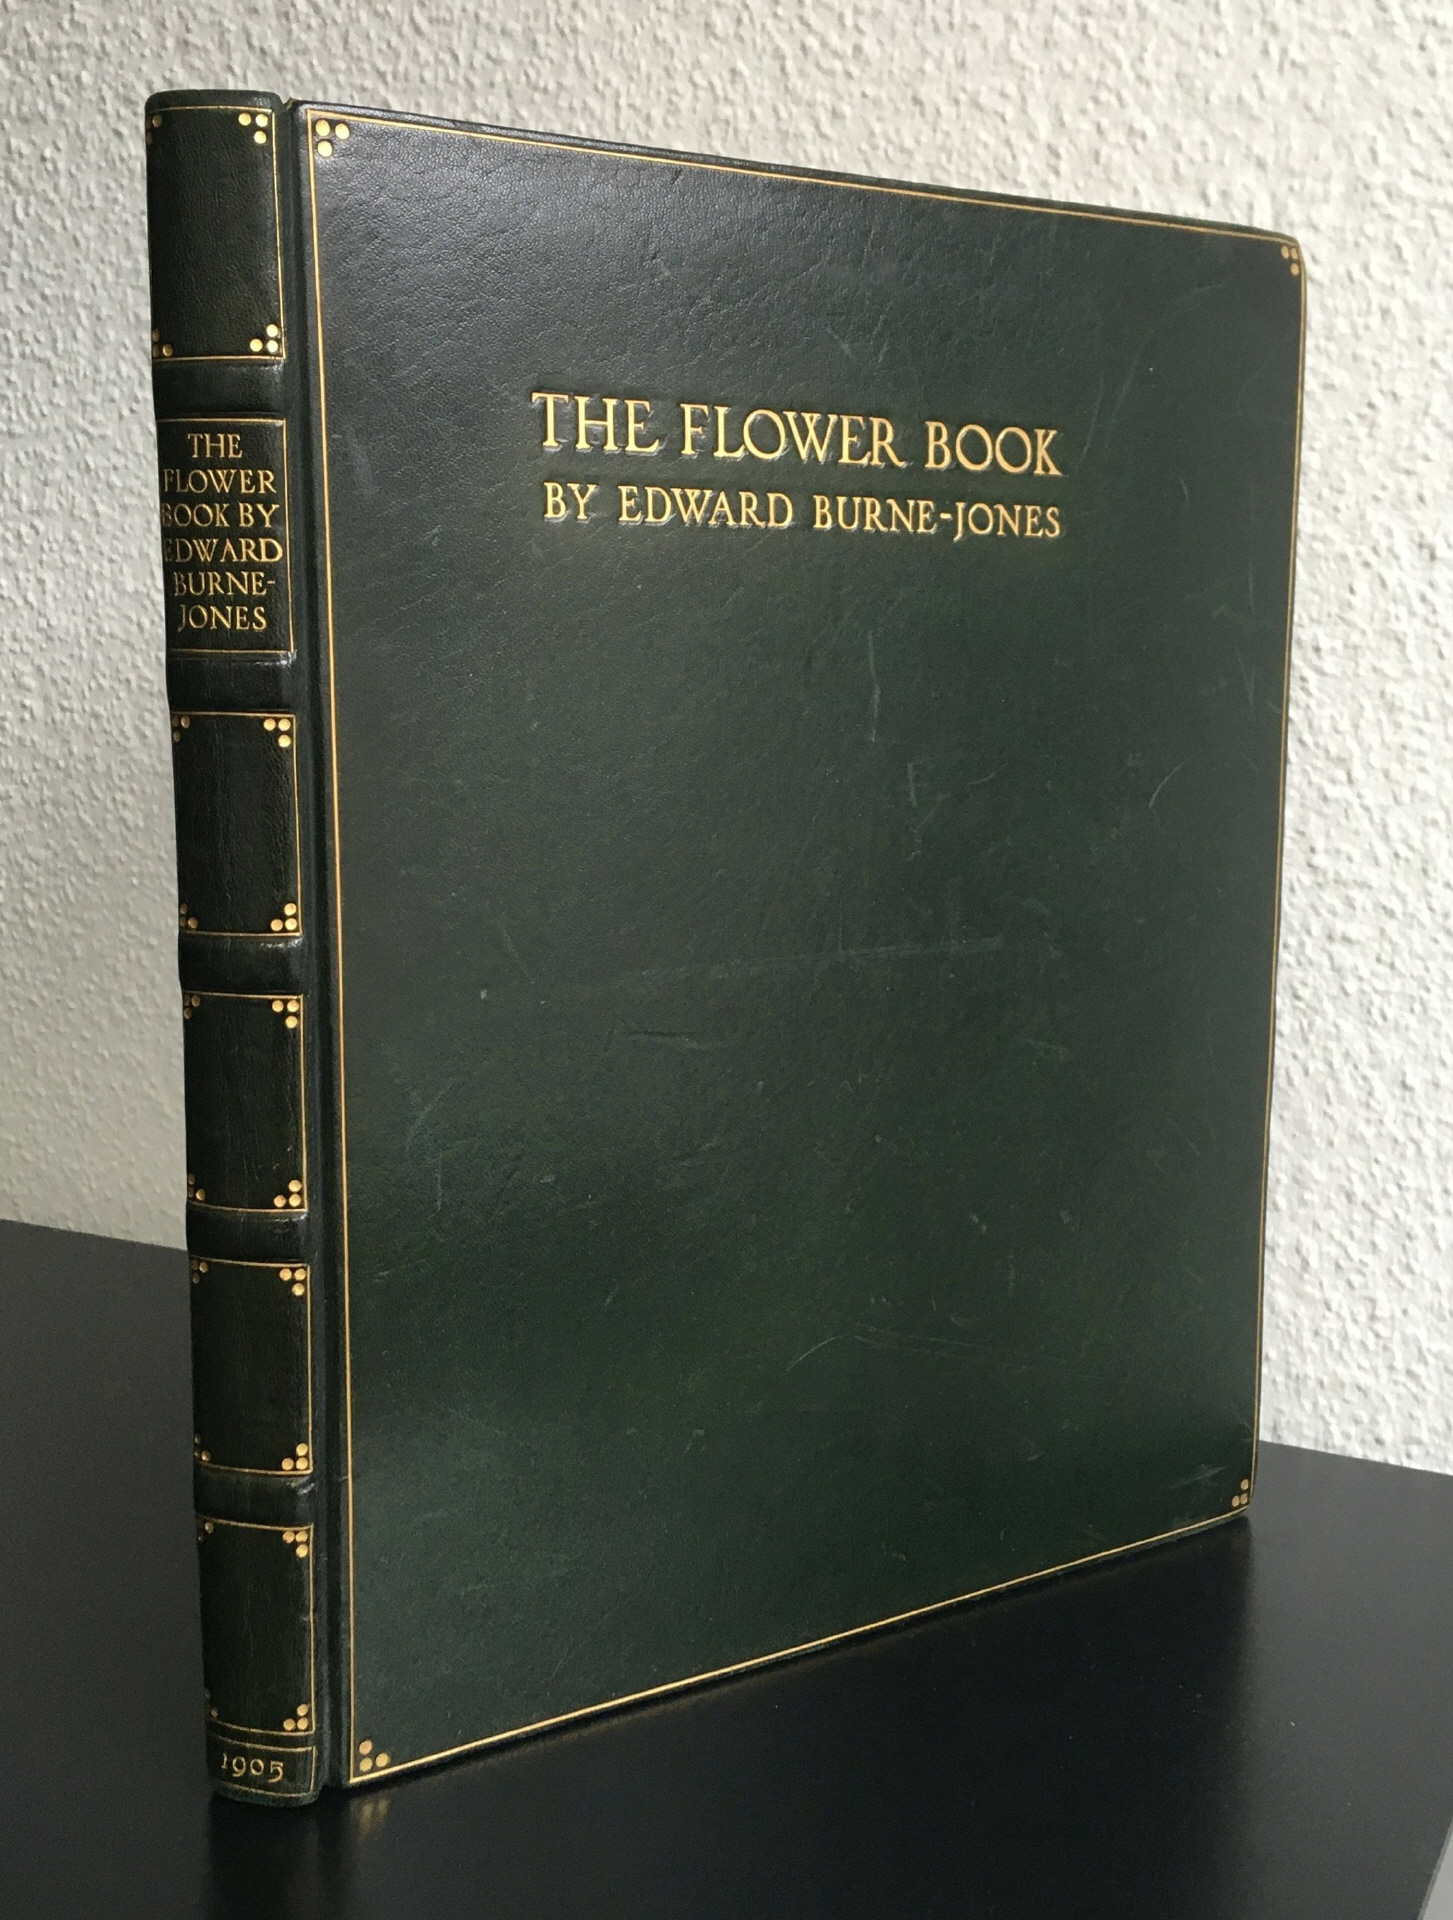 THE
FLOWER
BOOK BY
EDWARD
BURNE-
JONES
1905
THE FLOWER BOOK
BY EDWARD BURNE-JONES